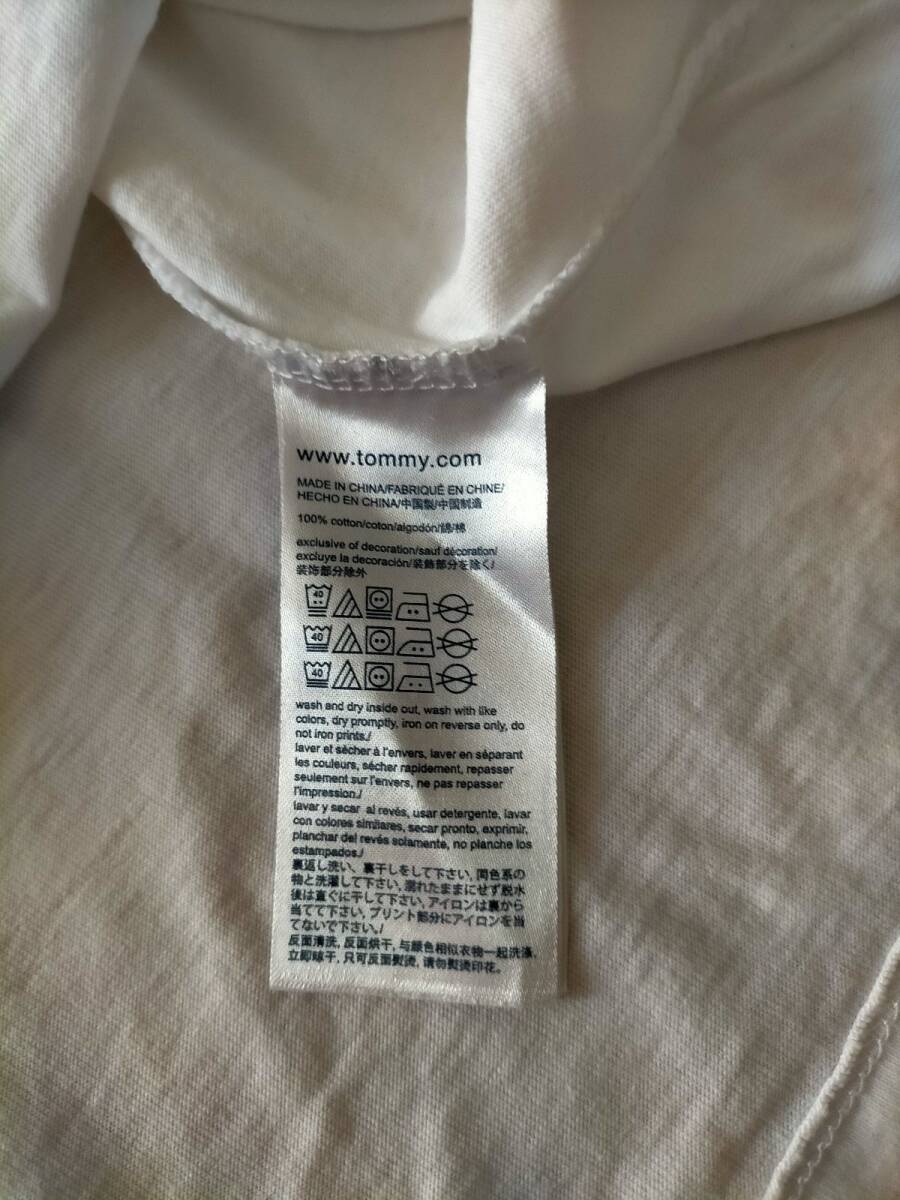 www.tommy.com
MADE IN CHINA/FABRIQUÉ EN CHINE/
HECHO EN CHINA/中国製/中国制造
100% cotton/coton/algodón/綿/棉
exclusive of decoration/sauf décoration/
excluye la decoración/装飾部分を除く/
装饰部分除外
40
40
40
wash and dry inside out, wash with like
colors, dry promptly, iron on reverse only, do
not iron prints./
laver et sécher à l'envers, laver en séparant
les couleurs, sécher rapidement, repasser
seulement sur l'envers, ne pas repasser
l'impression./
lavar y secar al revés, usar detergente, lavar
con colores similares, secar pronto, exprimir,
planchar del revés solamente, no planche los
estampados./
裏返し洗い、裏干しをして下さい, 同色系の
物と洗濯して下さい, 濡れたままにせず脱水
後は直ぐに干して下さい, アイロンは裏から
当てて下さい, プリント部分にアイロンを当
てないで下さい./
反面清洗, 反面烘干, 与颜色相似衣物一起洗涤,
立即晾干, 只可反面熨烫, 请勿熨烫印花。